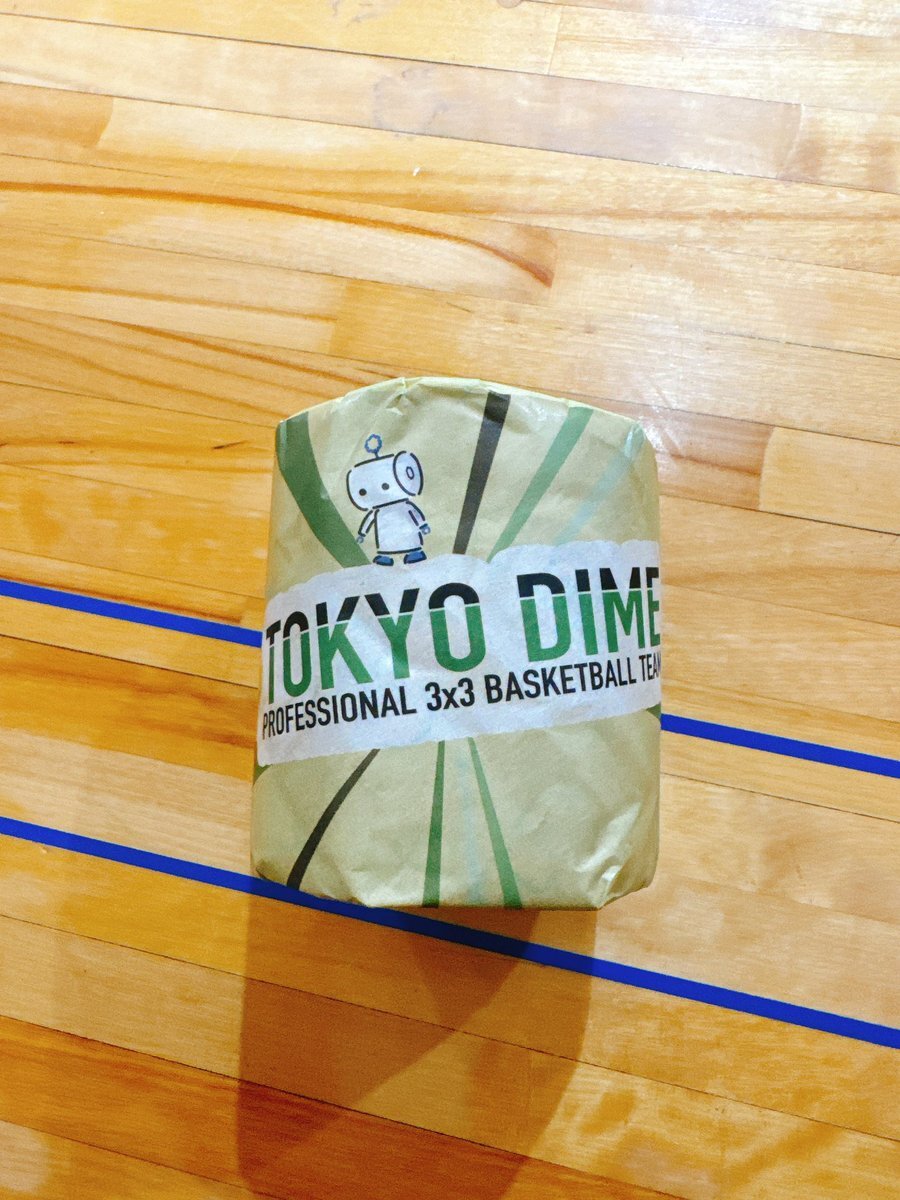 TOKYO DIME
PROFESSIONAL 3x3 BASKETBALL TEAM